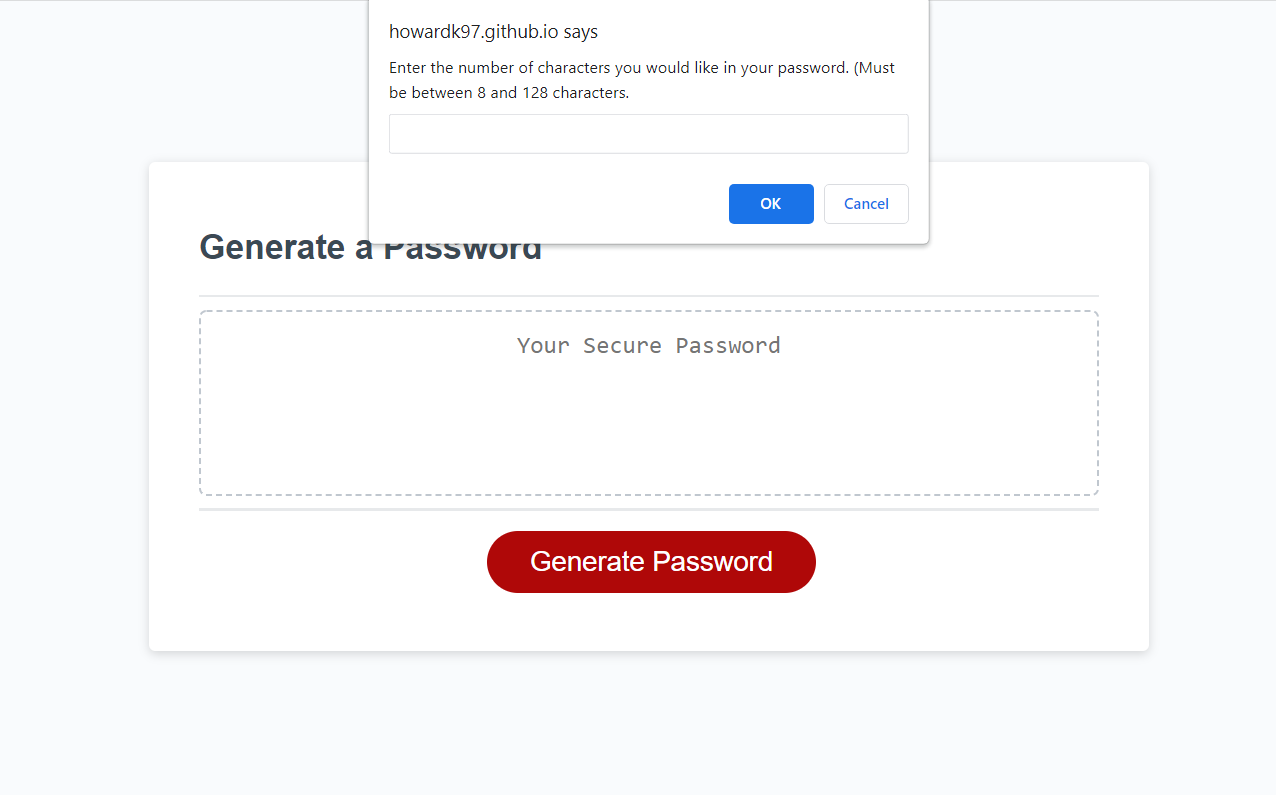 howardk97.github.io says
Enter the number of characters you would like in your password. (Must
be between 8 and 128 characters.
OK
Cancel
Generate a Password
Your Secure Password
Generate Password